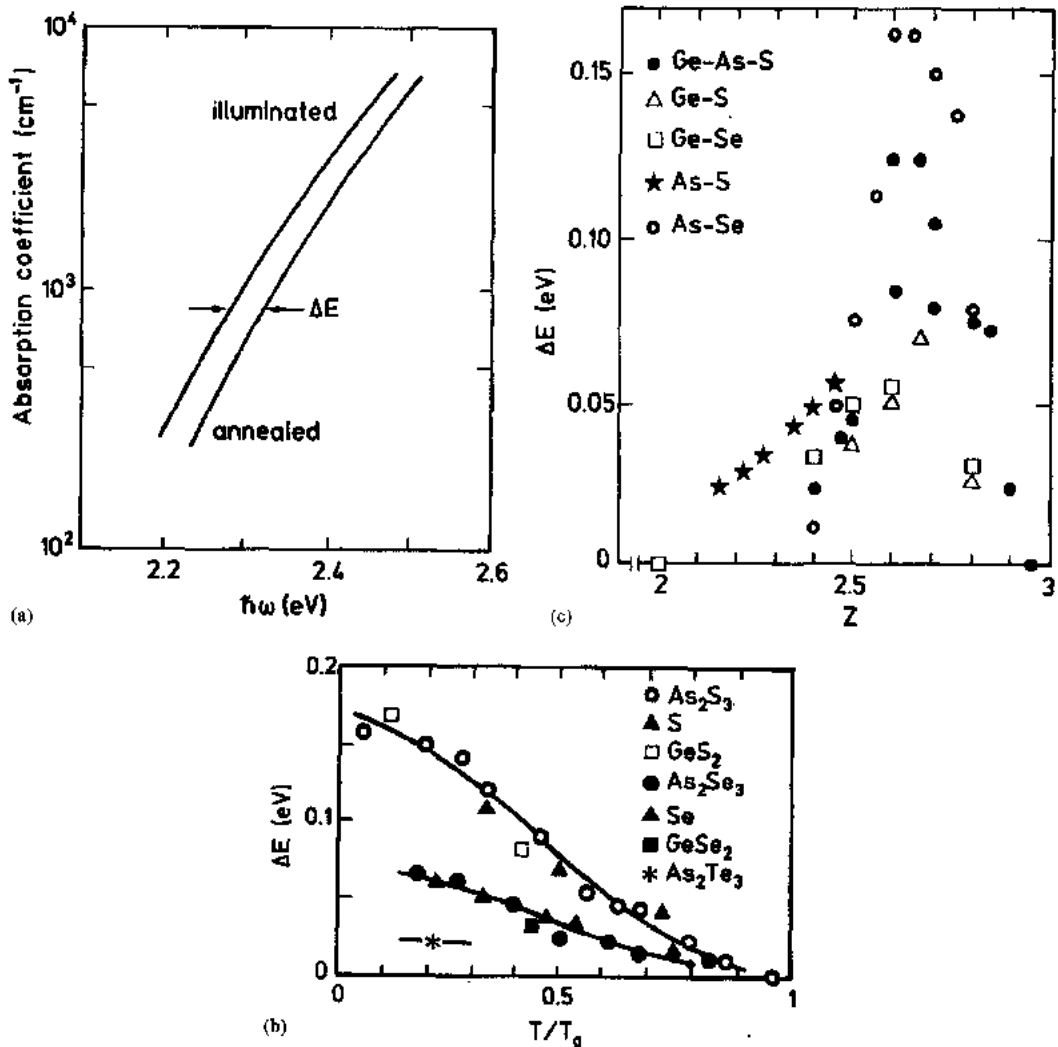 10⁴
10³
10²
Absorption coefficient (cm⁻¹)
illuminated
ΔE
annealed
2.2
2.4
2.6
ħω (eV)
(a)
0.15
0.10
0.05
0
ΔE (eV)
Ge-As-S
Ge-S
Ge-Se
As-S
As-Se
2
2.5
3
Z
(c)
0.2
0.1
0
ΔE (eV)
As₂S₃
S
GeS₂
As₂Se₃
Se
GeSe₂
As₂Te₃
0
0.5
1
T/Tg
(b)